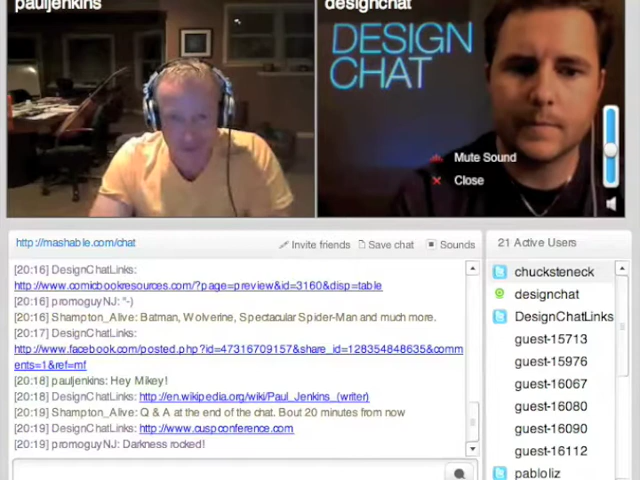 pauljenkins
designchat
DESIGN
CHAT
Mute Sound
Close
http://mashable.com/chat
Invite friends
Save chat
Sounds
21 Active Users
[20:16] DesignChatLinks:
http://www.comicbookresources.com/?page=preview&id=3160&disp=table
[20:16] promoguyNJ: "-)
[20:16] Shampton_Alive: Batman, Wolverine, Spectacular Spider-Man and much more.
[20:17] DesignChatLinks:
http://www.facebook.com/posted.php?id=47316709157&share_id=128354848635&comm
ents=1&ref=mf
[20:18] pauljenkins: Hey Mikey!
[20:18] DesignChatLinks: http://en.wikipedia.org/wiki/Paul_Jenkins_(writer)
[20:19] Shampton_Alive: Q & A at the end of the chat. Bout 20 minutes from now
[20:19] DesignChatLinks: http://www.cuspconference.com
[20:19] promoguyNJ: Darkness rocked!
chucksteneck
designchat
DesignChatLinks
guest-15713
guest-15976
guest-16067
guest-16080
guest-16090
guest-16112
pabloliz